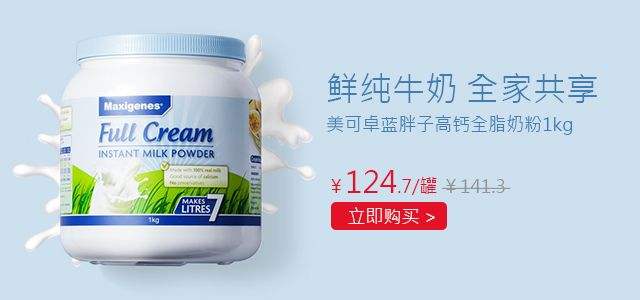 Maxigenes®
Full Cream
INSTANT MILK POWDER
Made with 100% real milk
Good source of calcium
No preservatives
MAKES
LITRES 7
1kg
鲜纯牛奶 全家共享
美可卓蓝胖子高钙全脂奶粉1kg
¥124.7/罐 ¥141.3
立即购买 >